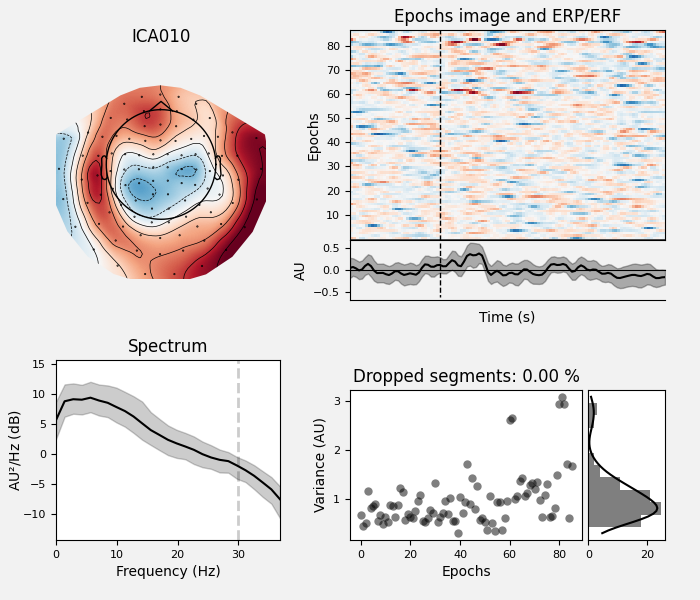 ICA010
Epochs image and ERP/ERF
Epochs
80
70
60
50
40
30
20
10
AU
0.5
0.0
−0.5
Time (s)
Spectrum
AU²/Hz (dB)
15
10
5
0
−5
−10
0 10 20 30
Frequency (Hz)
Dropped segments: 0.00 %
Variance (AU)
3
2
1
0 20 40 60 80
Epochs
0 20